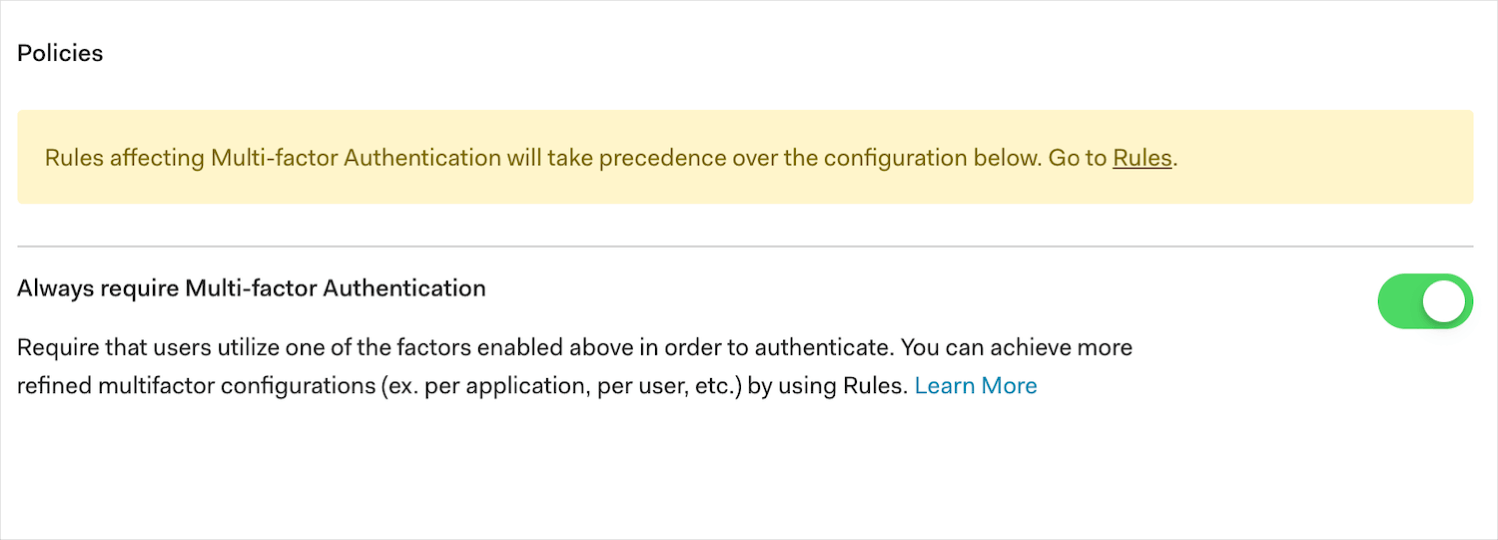 Policies
Rules affecting Multi-factor Authentication will take precedence over the configuration below. Go to Rules.
Always require Multi-factor Authentication
Require that users utilize one of the factors enabled above in order to authenticate. You can achieve more
refined multifactor configurations (ex. per application, per user, etc.) by using Rules. Learn More